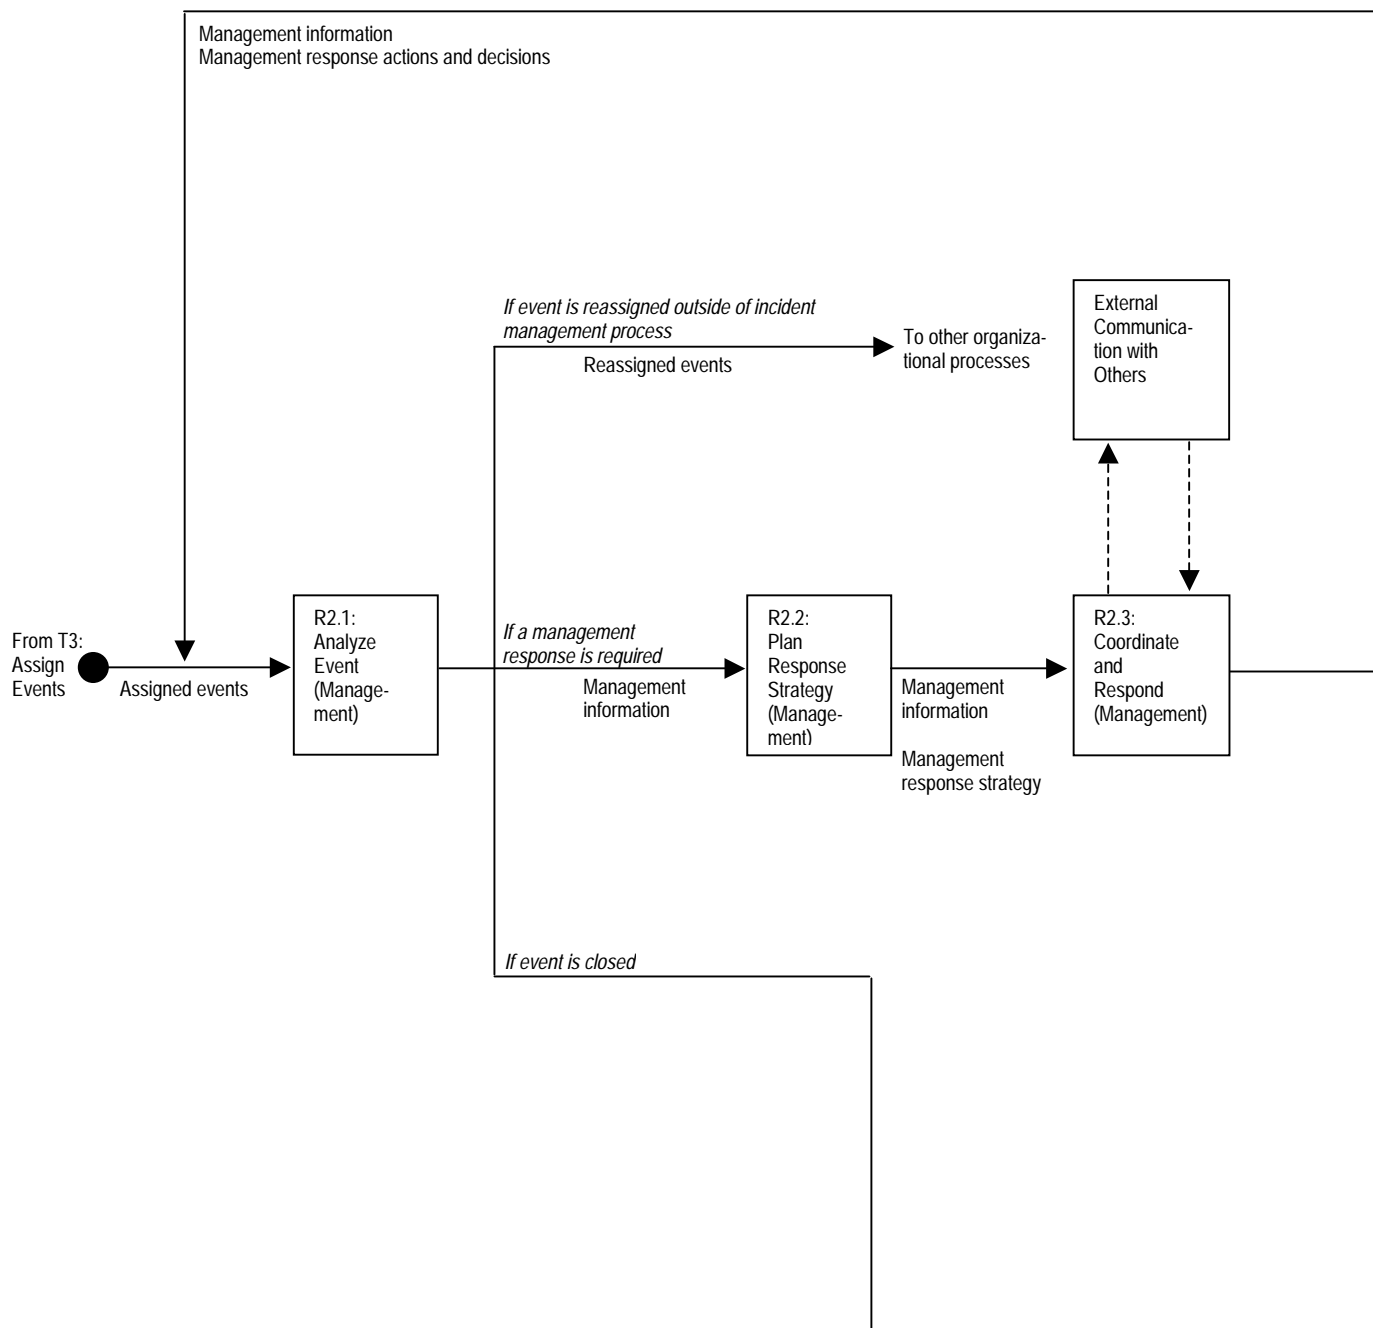 Management information
Management response actions and decisions
If event is reassigned outside of incident
management process
Reassigned events
To other organiza-
tional processes
External
Communica-
tion with
Others
From T3:
Assign
Events
Assigned events
R2.1:
Analyze
Event
(Manage-
ment)
If a management
response is required
Management
information
R2.2:
Plan
Response
Strategy
(Manage-
ment)
Management
information
Management
response strategy
R2.3:
Coordinate
and
Respond
(Management)
If event is closed